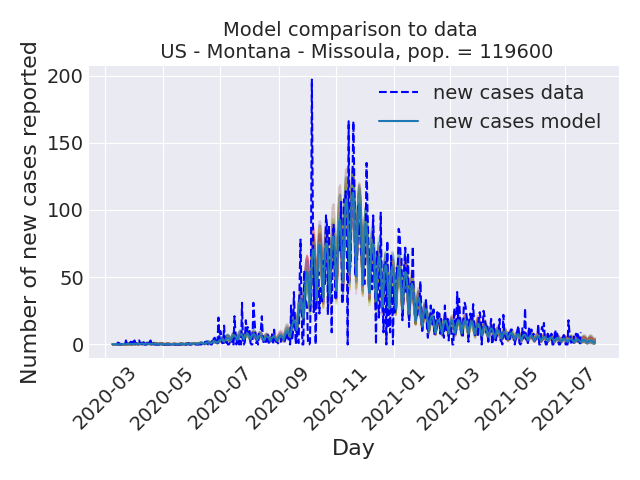 Model comparison to data
US - Montana - Missoula, pop. = 119600
Number of new cases reported
200
150
100
50
0
new cases data
new cases model
2020-03
2020-05
2020-07
2020-09
2020-11
2021-01
2021-03
2021-05
2021-07
Day